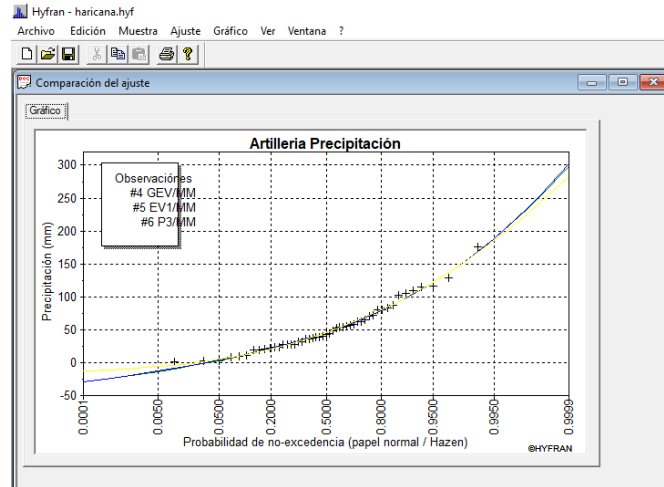 Hyfran - haricana.hyf
Archivo Edición Muestra Ajuste Gráfico Ver Ventana ?
Comparación del ajuste
Gráfico
Artilleria Precipitación
Observaciónes
#4 GEV/MM
#5 EV1/MM
#6 P3/MM
Precipitación (mm)
300
250
200
150
100
50
0
-50
0.0001
0.0050
0.0500
0.2000
0.5000
0.8000
0.9500
0.9950
0.9999
Probabilidad de no-excedencia (papel normal / Hazen)
©HYFRAN